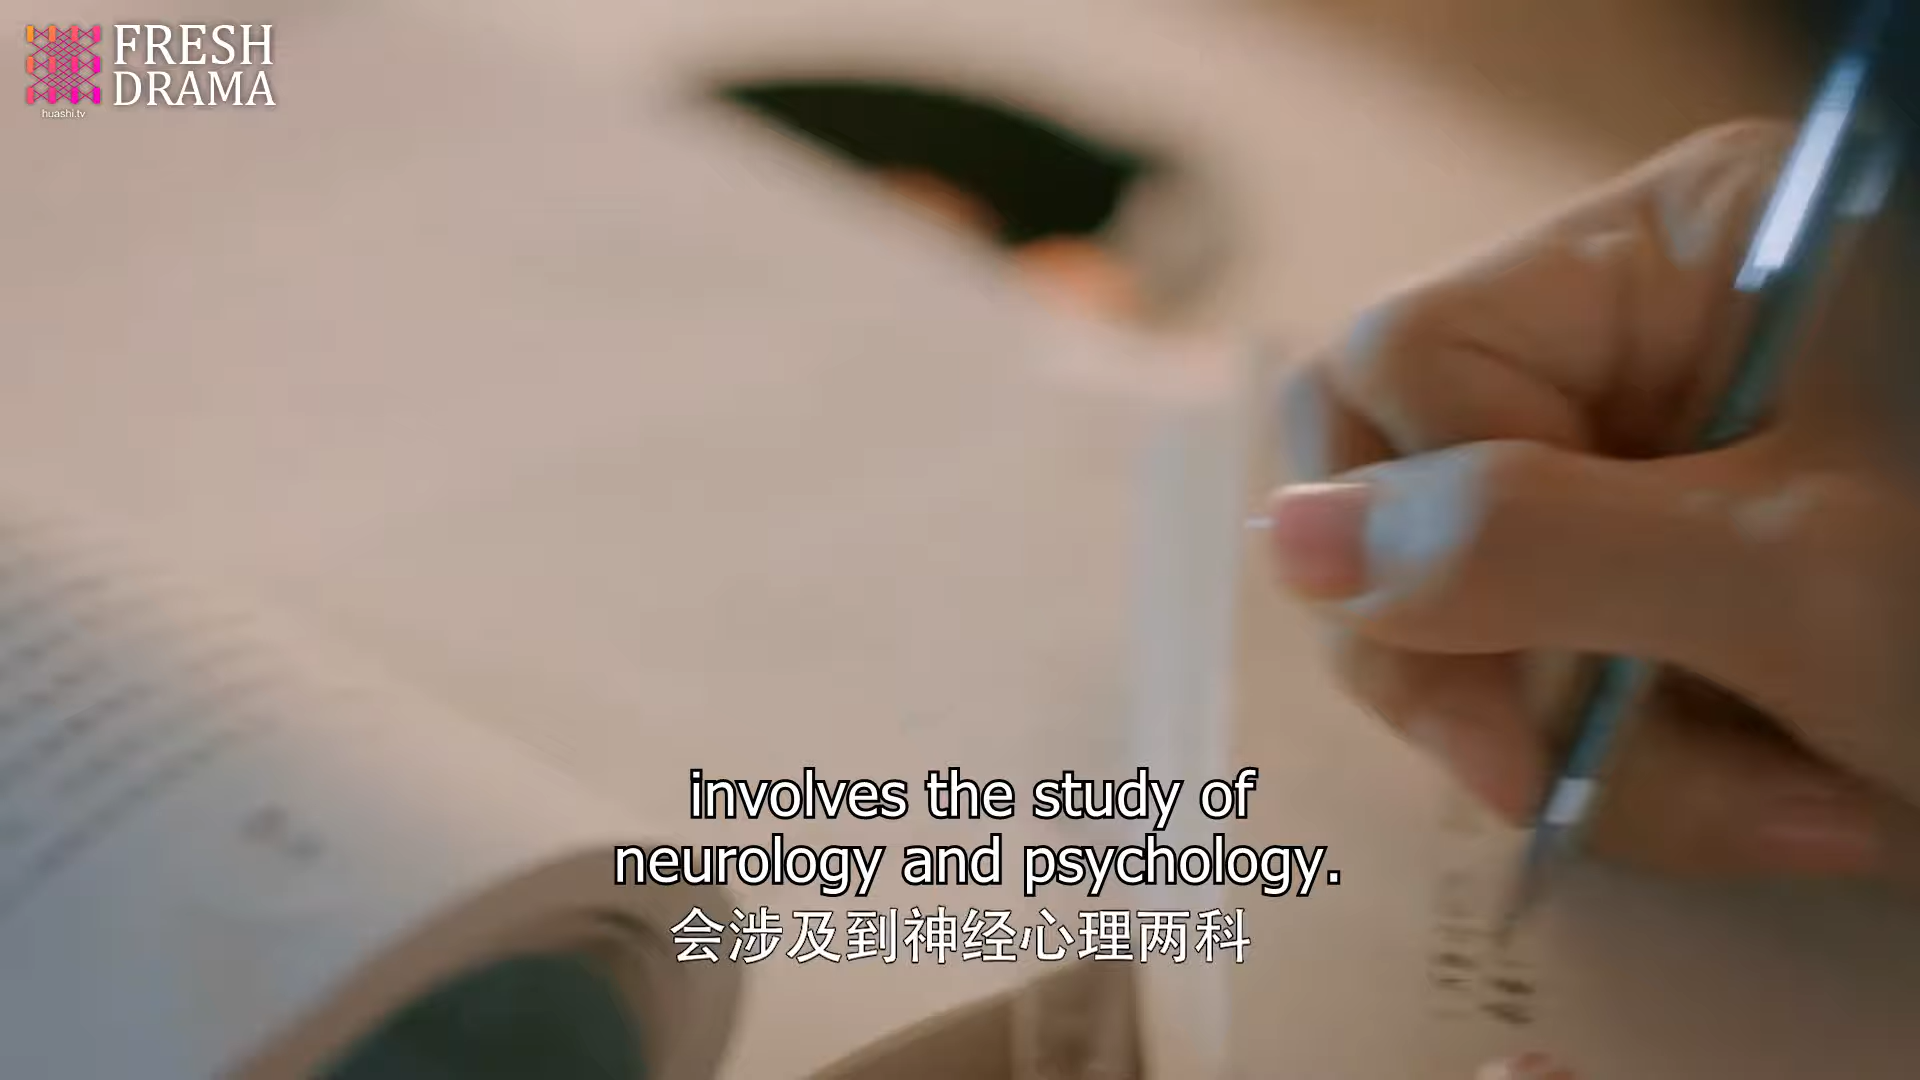 FRESH
DRAMA
huashi.tv
involves the study of
neurology and psychology.
会涉及到神经心理两科